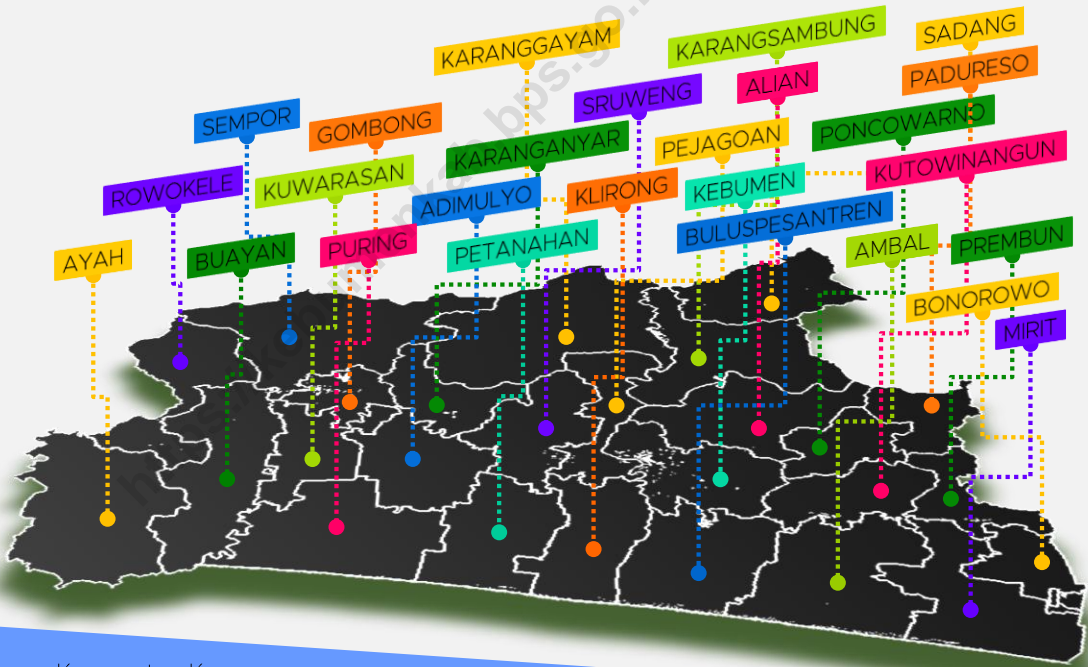 KARANGGAYAM
KARANGSAMBUNG
SADANG
SEMPOR
GOMBONG
SRUWENG
ALIAN
PADURESO
ROWOKELE
KUWARASAN
KARANGANYAR
PEJAGOAN
PONCOWARNO
AYAH
BUAYAN
PURING
ADIMULYO
KLIRONG
KEBUMEN
KUTOWINANGUN
PETANAHAN
BULUSPESANTREN
AMBAL
PREMBUN
BONOROWO
MIRIT